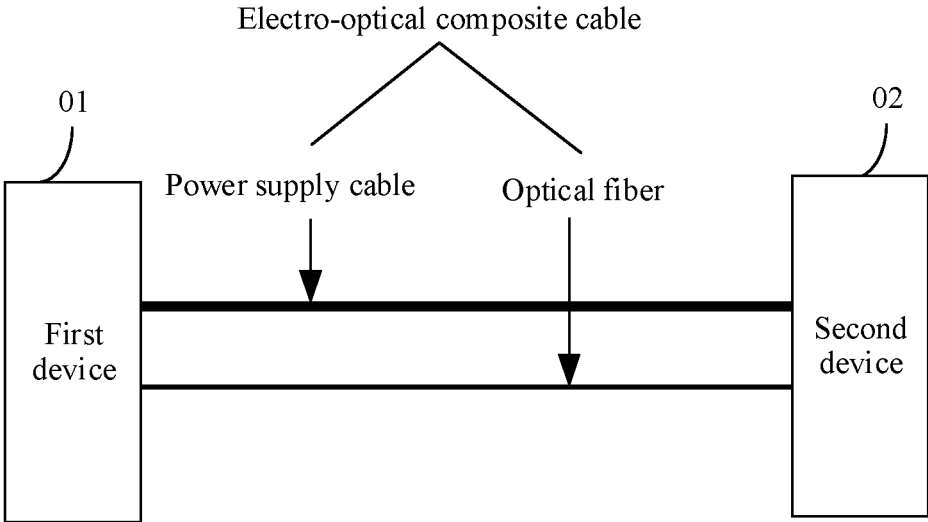 Electro-optical composite cable
01
02
Power supply cable
Optical fiber
First
device
Second
device